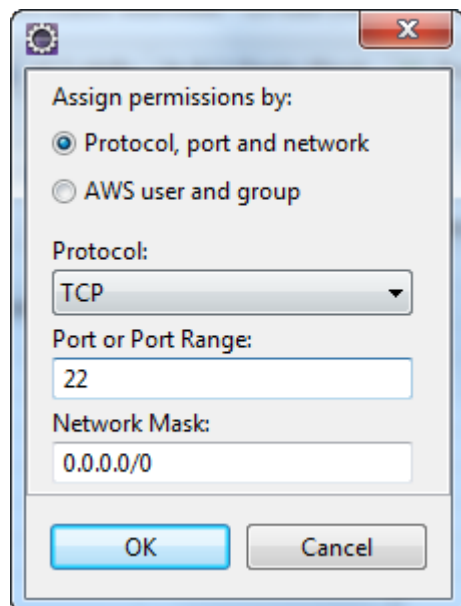 Assign permissions by:
Protocol, port and network
AWS user and group
Protocol:
TCP
Port or Port Range:
22
Network Mask:
0.0.0.0/0
OK
Cancel